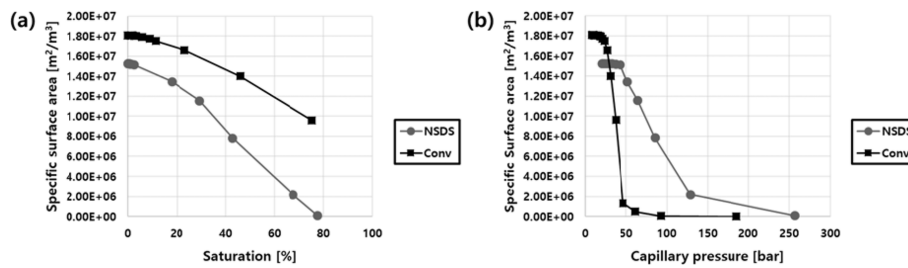 (a)
Specific surface area [m²/m³]
2.00E+07
1.80E+07
1.60E+07
1.40E+07
1.20E+07
1.00E+07
8.00E+06
6.00E+06
4.00E+06
2.00E+06
0.00E+00
0 20 40 60 80 100
Saturation [%]
NSDS
Conv
(b)
Specific Surface area [m²/m³]
2.00E+07
1.80E+07
1.60E+07
1.40E+07
1.20E+07
1.00E+07
8.00E+06
6.00E+06
4.00E+06
2.00E+06
0.00E+00
0 50 100 150 200 250 300
Capillary pressure [bar]
NSDS
Conv